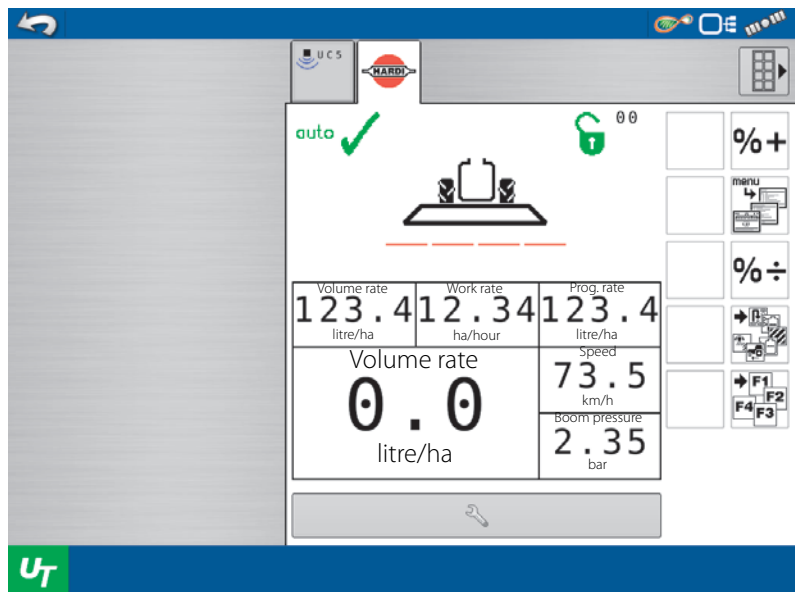 UC5
HARDI
auto
00
%+
menu
%÷
Volume rate
123.4
litre/ha
Work rate
12.34
ha/hour
Prog. rate
123.4
litre/ha
Volume rate
0.0
litre/ha
Speed
73.5
km/h
Boom pressure
2.35
bar
F1
F2
F4 F3
UT